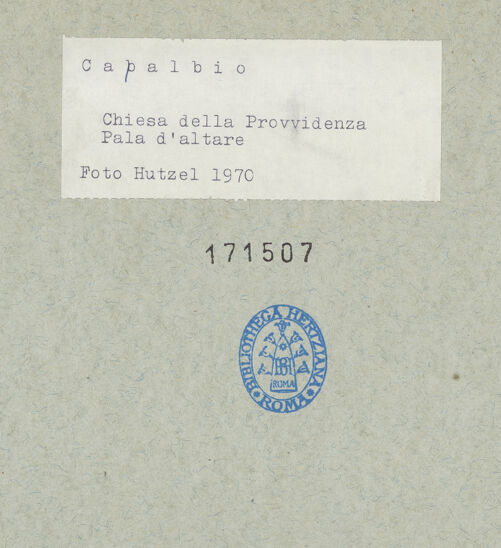 Capalbio
Chiesa della Provvidenza
Pala d'altare
Foto Hutzel 1970
171507
BIBLIOTHECA HERTZIANA
ROMA
ROMA